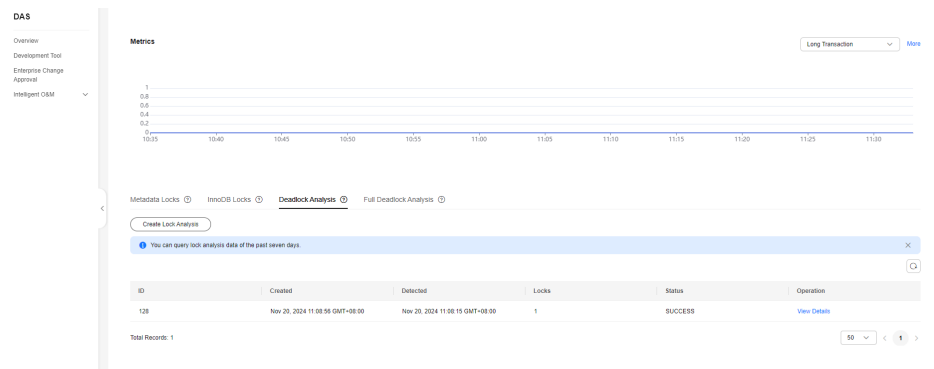 DAS
Overview
Development Tool
Enterprise Change
Approval
Intelligent O&M
Metrics
Long Transaction
More
1
0.8
0.6
0.4
0.2
0
10:35 10:40 10:45 10:50 10:55 11:00 11:05 11:10 11:15 11:20 11:25 11:30
Metadata Locks InnoDB Locks Deadlock Analysis Full Deadlock Analysis
Create Lock Analysis
You can query lock analysis data of the past seven days.
ID Created Detected Locks Status Operation
128 Nov 20, 2024 11:08:56 GMT+08:00 Nov 20, 2024 11:08:15 GMT+08:00 1 SUCCESS View Details
Total Records: 1
50 < 1 >